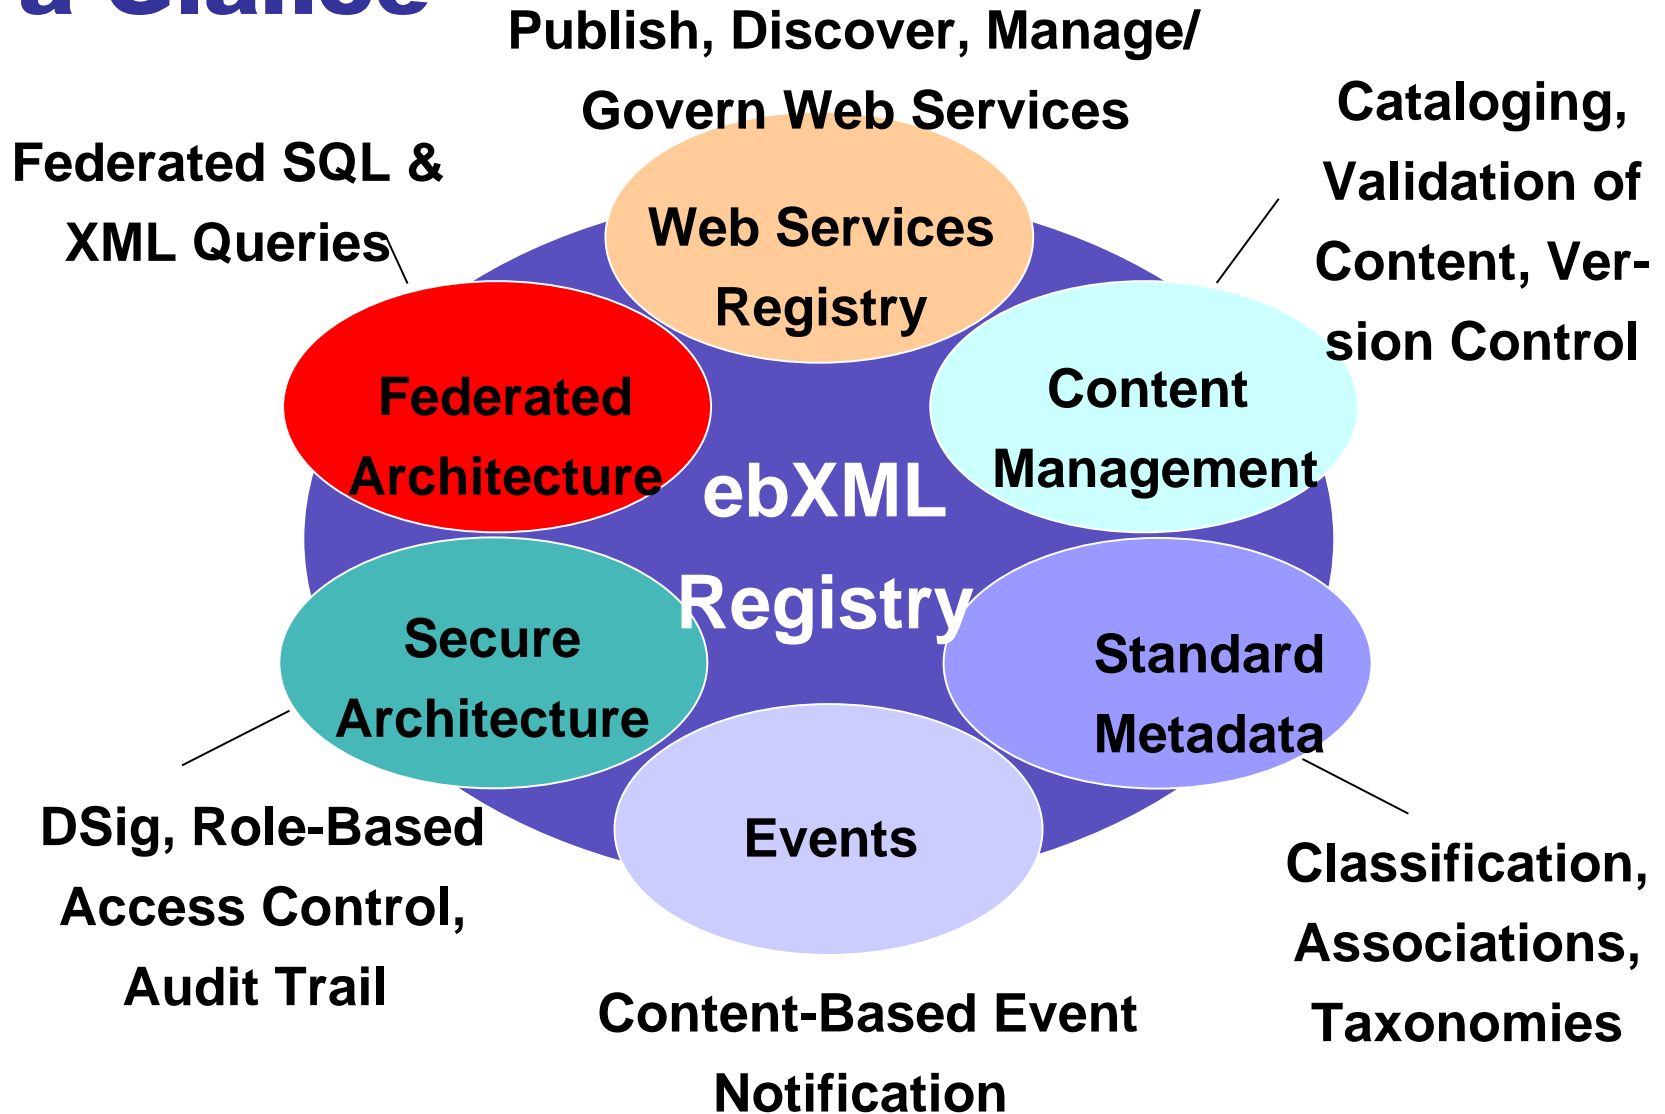 a Glance
Publish, Discover, Manage/
Govern Web Services
Federated SQL &
XML Queries
Cataloging,
Validation of
Content, Ver-
sion Control
Web Services
Registry
Federated
Architecture
Content
Management
ebXML
Registry
Secure
Architecture
Standard
Metadata
Events
DSig, Role-Based
Access Control,
Audit Trail
Classification,
Associations,
Taxonomies
Content-Based Event
Notification